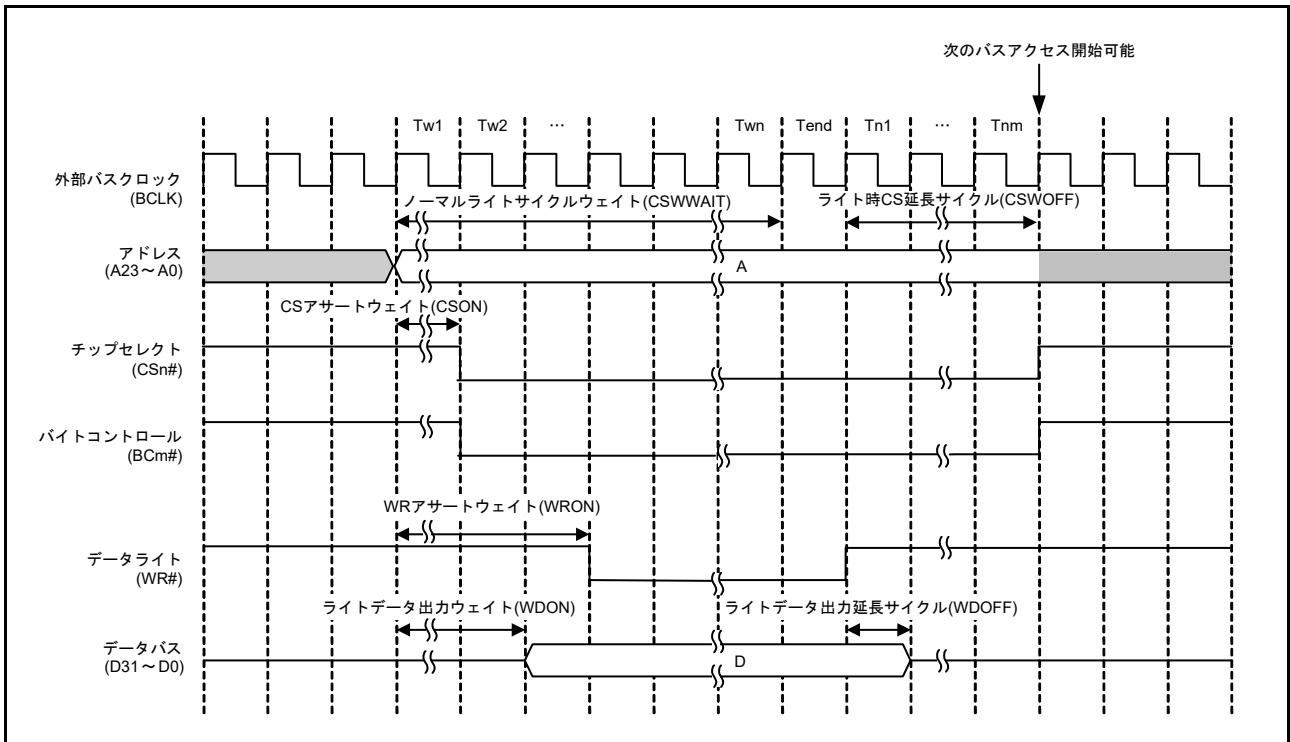 次のバスアクセス開始可能
Tw1 Tw2 … Twn Tend Tn1 … Tnm
外部バスクロック
(BCLK)
ノーマルライトサイクルウェイト(CSWWAIT)
ライト時CS延長サイクル(CSWOFF)
アドレス
(A23～A0)
A
CSアサートウェイト(CSON)
チップセレクト
(CSn#)
バイトコントロール
(BCm#)
WRアサートウェイト(WRON)
データライト
(WR#)
ライトデータ出力ウェイト(WDON)
ライトデータ出力延長サイクル(WDOFF)
データバス
(D31～D0)
D